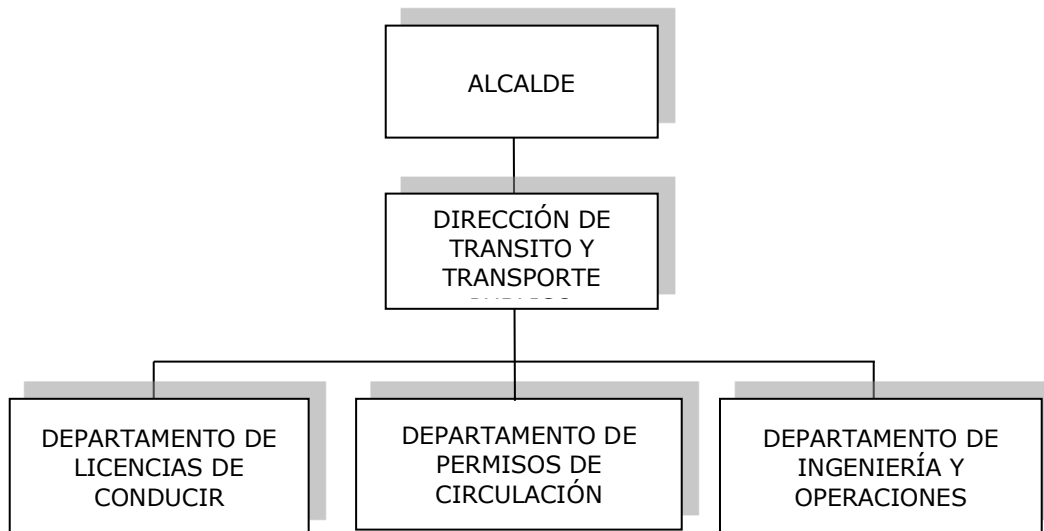 ALCALDE
DIRECCIÓN DE
TRANSITO Y
TRANSPORTE
DEPARTAMENTO DE
LICENCIAS DE
CONDUCIR
DEPARTAMENTO DE
PERMISOS DE
CIRCULACIÓN
DEPARTAMENTO DE
INGENIERÍA Y
OPERACIONES